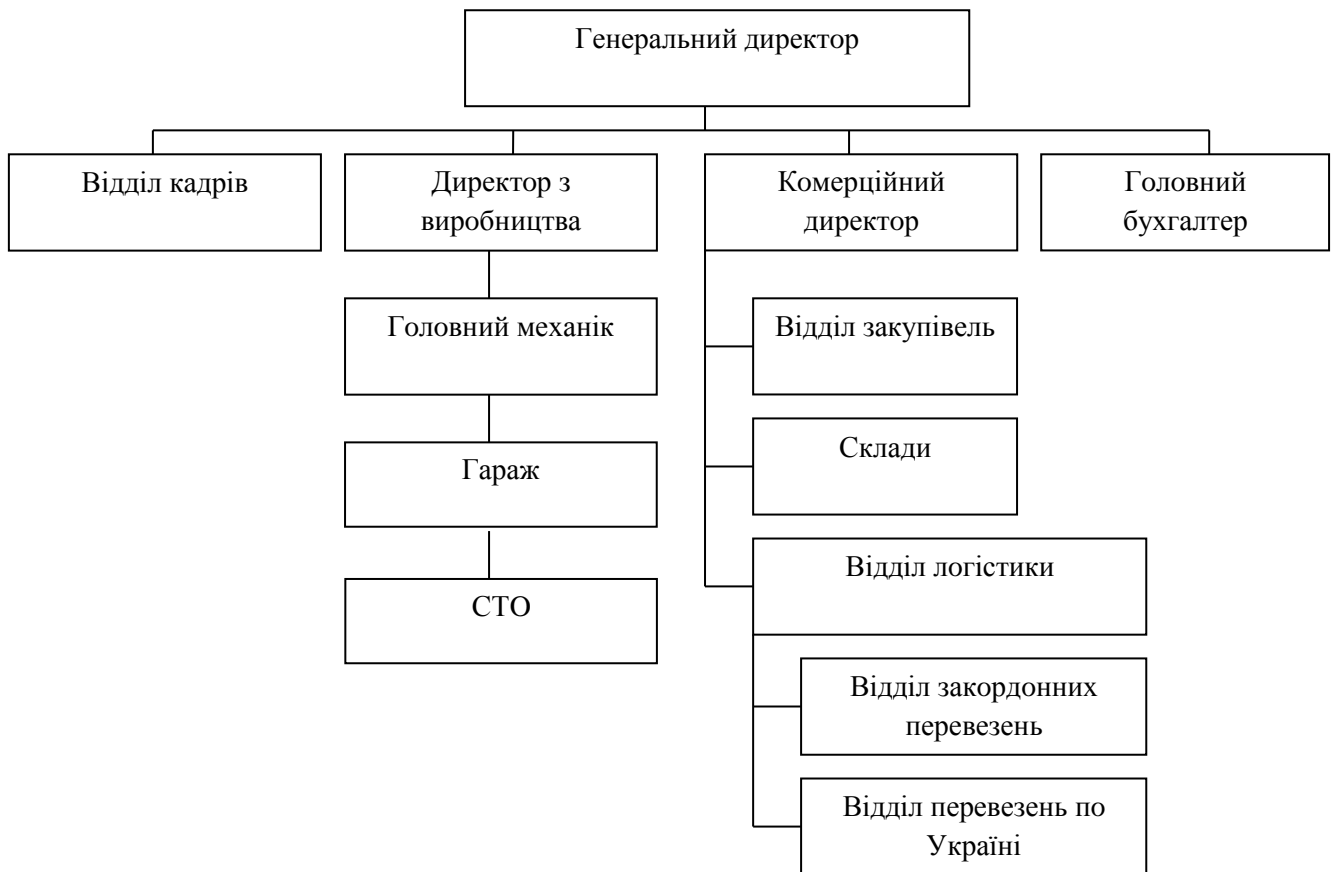 Генеральний директор
Відділ кадрів
Директор з
виробництва
Комерційний
директор
Головний
бухгалтер
Головний механік
Відділ закупівель
Гараж
Склади
СТО
Відділ логістики
Відділ закордонних
перевезень
Відділ перевезень по
Україні